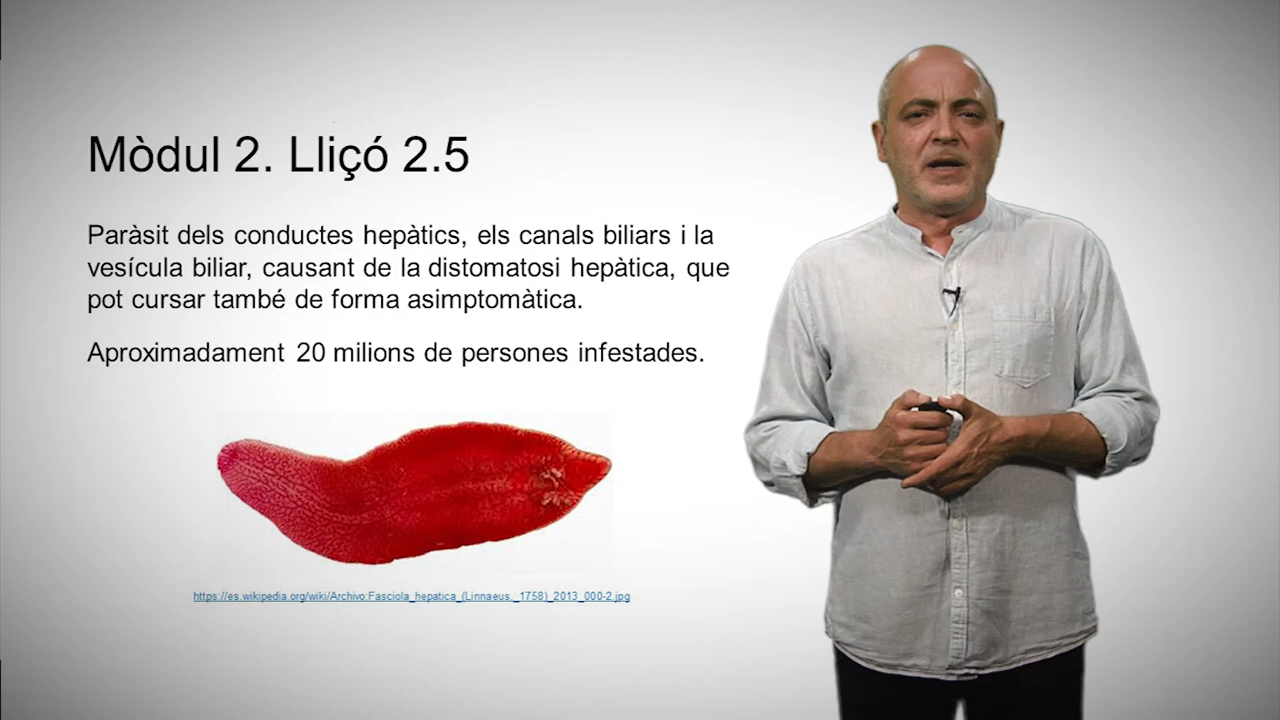 Mòdul 2. Lliçó 2.5
Paràsit dels conductes hepàtics, els canals biliars i la
vesícula biliar, causant de la distomatosi hepàtica, que
pot cursar també de forma asimptomàtica.
Aproximadament 20 milions de persones infestades.
https://es.wikipedia.org/wiki/Archivo:Fasciola_hepatica_(Linnaeus,_1758)_2013_000-2.jpg